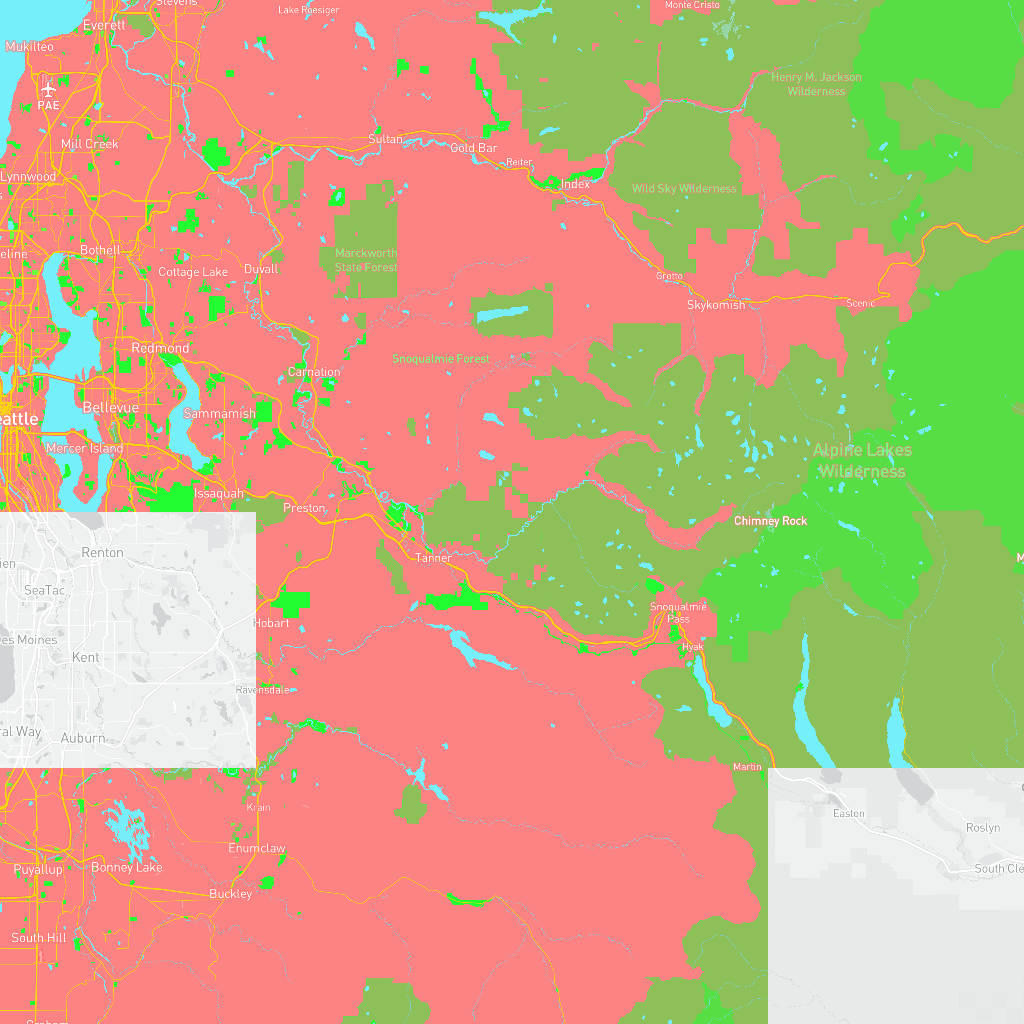 Stevens
Lake Roesiger
Monte Cristo
Everett
Mukilteo
Henry M. Jackson
Wilderness
PAE
Mill Creek
Sultan
Gold Bar
Reiter
Lynnwood
Index
Wild Sky Wilderness
Bothell
eline
Marckworth
State Forest
Cottage Lake
Duvall
Grotto
Skykomish
Scenic
Redmond
Snoqualmie Forest
Carnation
Bellevue
Sammamish
eattle
Mercer Island
Alpine Lakes
Wilderness
Issaquah
Preston
Chimney Rock
Renton
Tanner
ien
M
SeaTac
Snoqualmie
Pass
Hobart
Des Moines
Hyak
Kent
Ravensdale
ral Way
Auburn
Martin
Krain
Easton
Roslyn
Enumclaw
Puyallup
Bonney Lake
South Cle
Buckley
South Hill
Graham